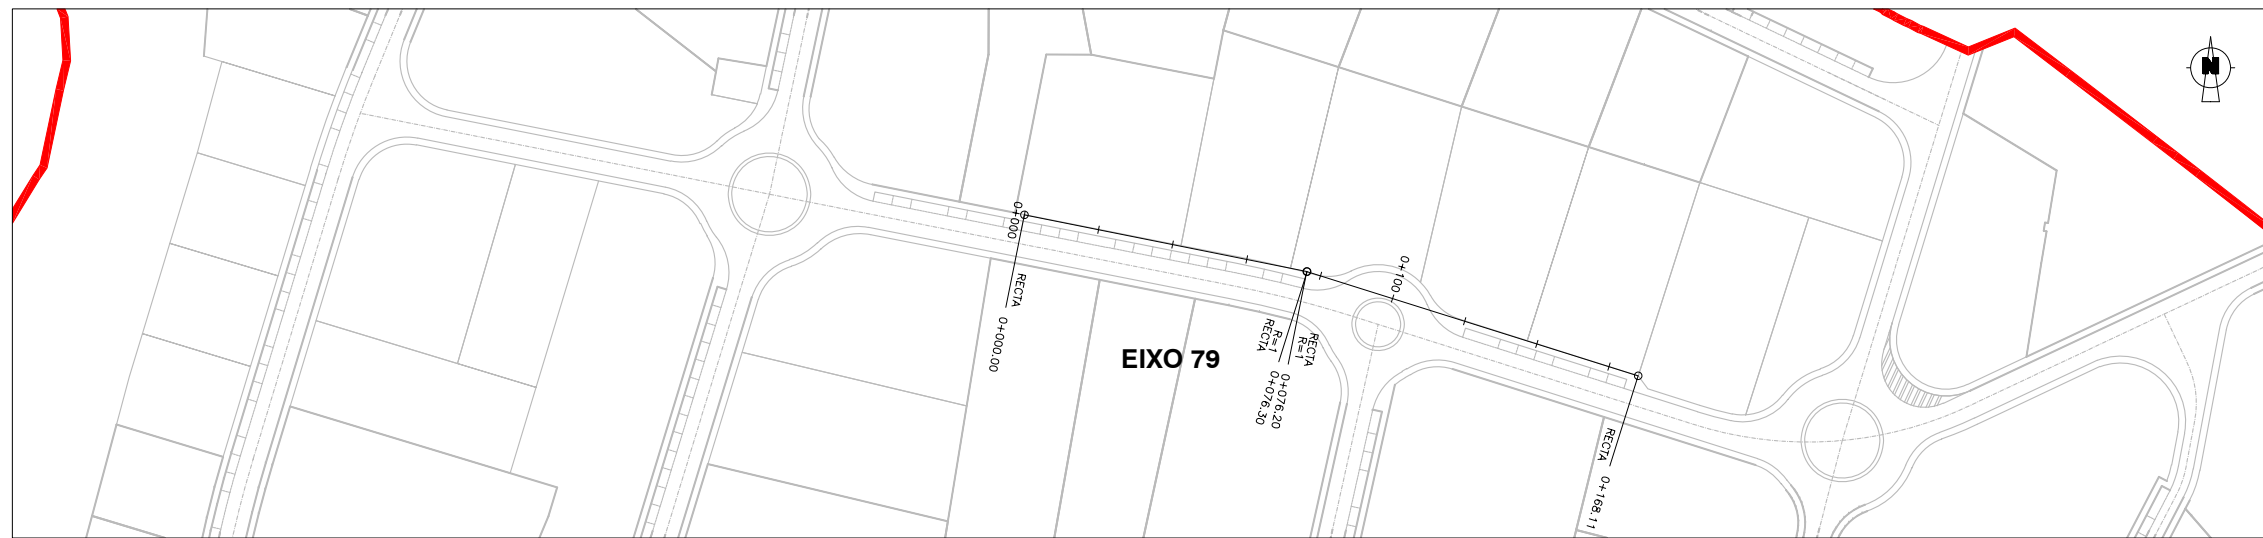 N
0+000
RECTA 0+000.00
EIXO 79
RECTA
R=1 0+076.20
R=1
RECTA 0+076.30
0+100
RECTA 0+168.11